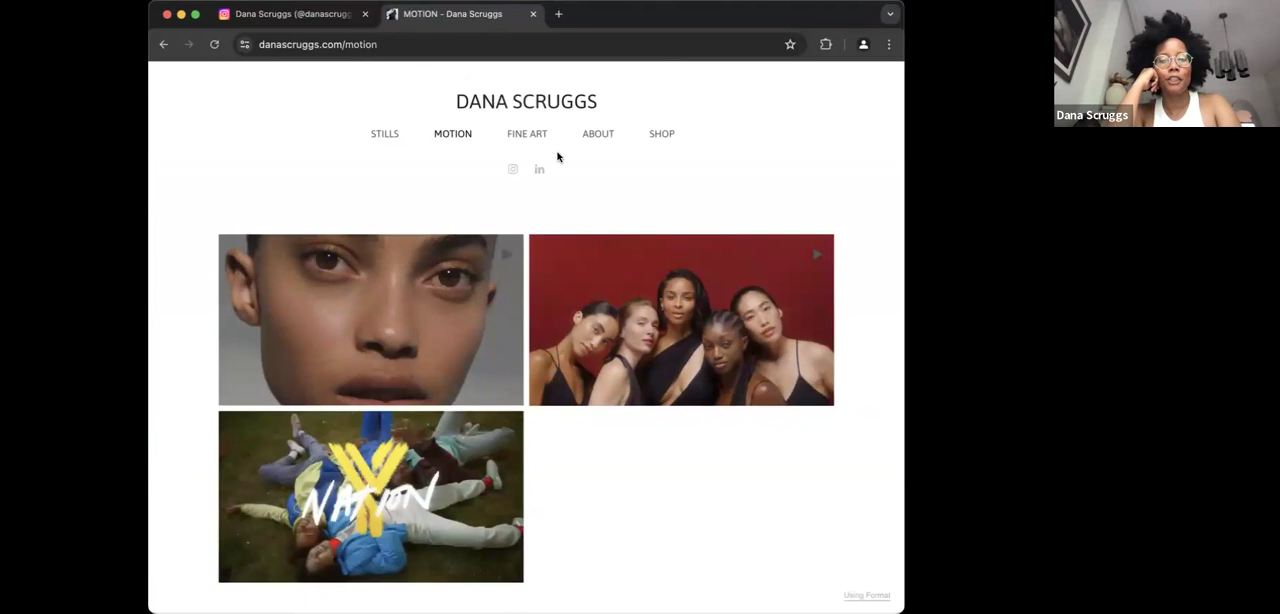 Dana Scruggs (@danascrugg
MOTION - Dana Scruggs
danascruggs.com/motion
Dana Scruggs
DANA SCRUGGS
STILLS MOTION FINE ART ABOUT SHOP
in
Y
NATION
Using Format